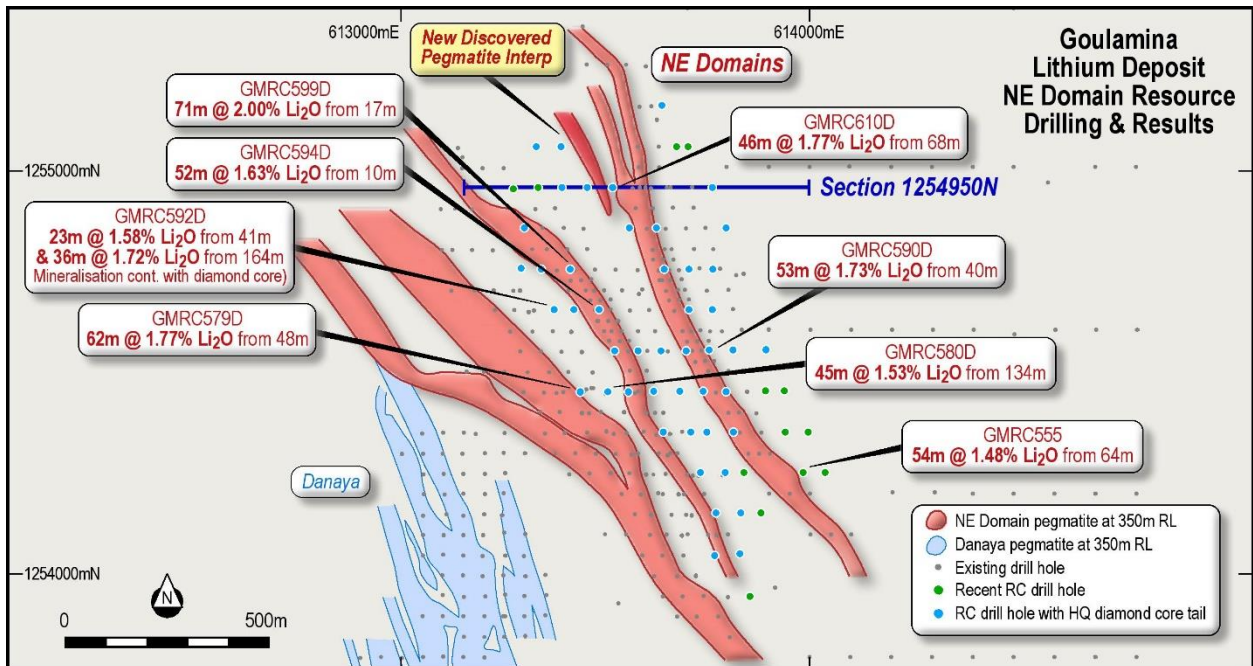 613000mE
614000mE
New Discovered
Pegmatite Interp
NE Domains
Goulamina
Lithium Deposit
NE Domain Resource
Drilling & Results
GMRC599D
71m @ 2.00% Li2O from 17m
GMRC610D
46m @ 1.77% Li2O from 68m
GMRC594D
52m @ 1.63% Li2O from 10m
1255000mN
Section 1254950N
GMRC592D
23m @ 1.58% Li2O from 41m
& 36m @ 1.72% Li2O from 164m
Mineralisation cont. with diamond core)
GMRC590D
53m @ 1.73% Li2O from 40m
GMRC579D
62m @ 1.77% Li2O from 48m
GMRC580D
45m @ 1.53% Li2O from 134m
GMRC555
54m @ 1.48% Li2O from 64m
Danaya
NE Domain pegmatite at 350m RL
Danaya pegmatite at 350m RL
Existing drill hole
Recent RC drill hole
RC drill hole with HQ diamond core tail
1254000mN
N
0
500m